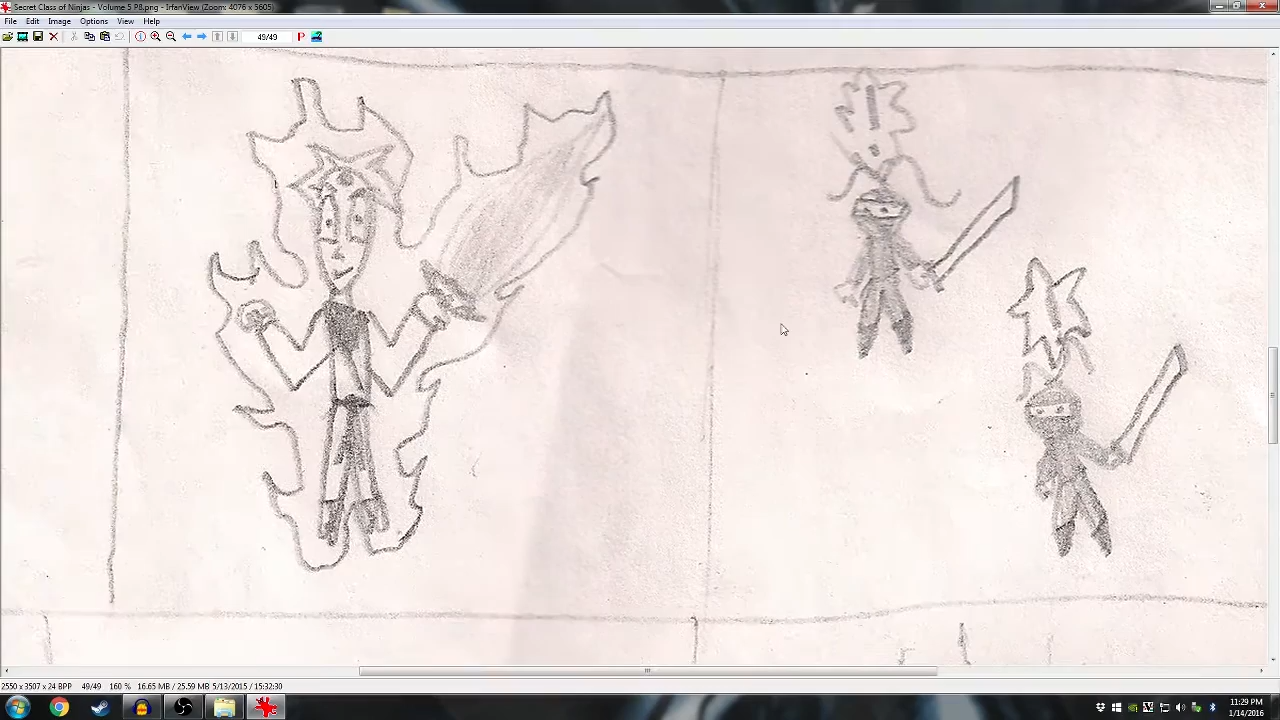 Secret Class of Ninjas - Volume 5 P8.png - IrfanView (Zoom: 4076 x 5605)
File Edit Image Options View Help
49/49
!
!
2550 x 3507 x 24 BPP 49/49 160 % 16.65 MB / 25.59 MB 5/13/2015 / 15:32:30
11:29 PM
1/14/2016